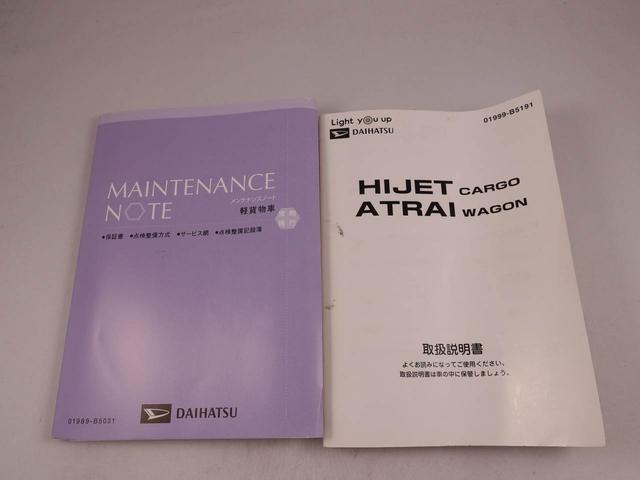 MAINTENANCE
NOTE
メンテナンスノート
軽貨物車
●保証書 ●点検整備方式 ●サービス網 ●点検整備記録簿
01989-B5031
DAIHATSU
Light you up
DAIHATSU
01999-B5191
HIJET CARGO
ATRAI WAGON
取扱説明書
よくお読みになってご使用ください。
取扱説明書は車の中に保管しましょう。